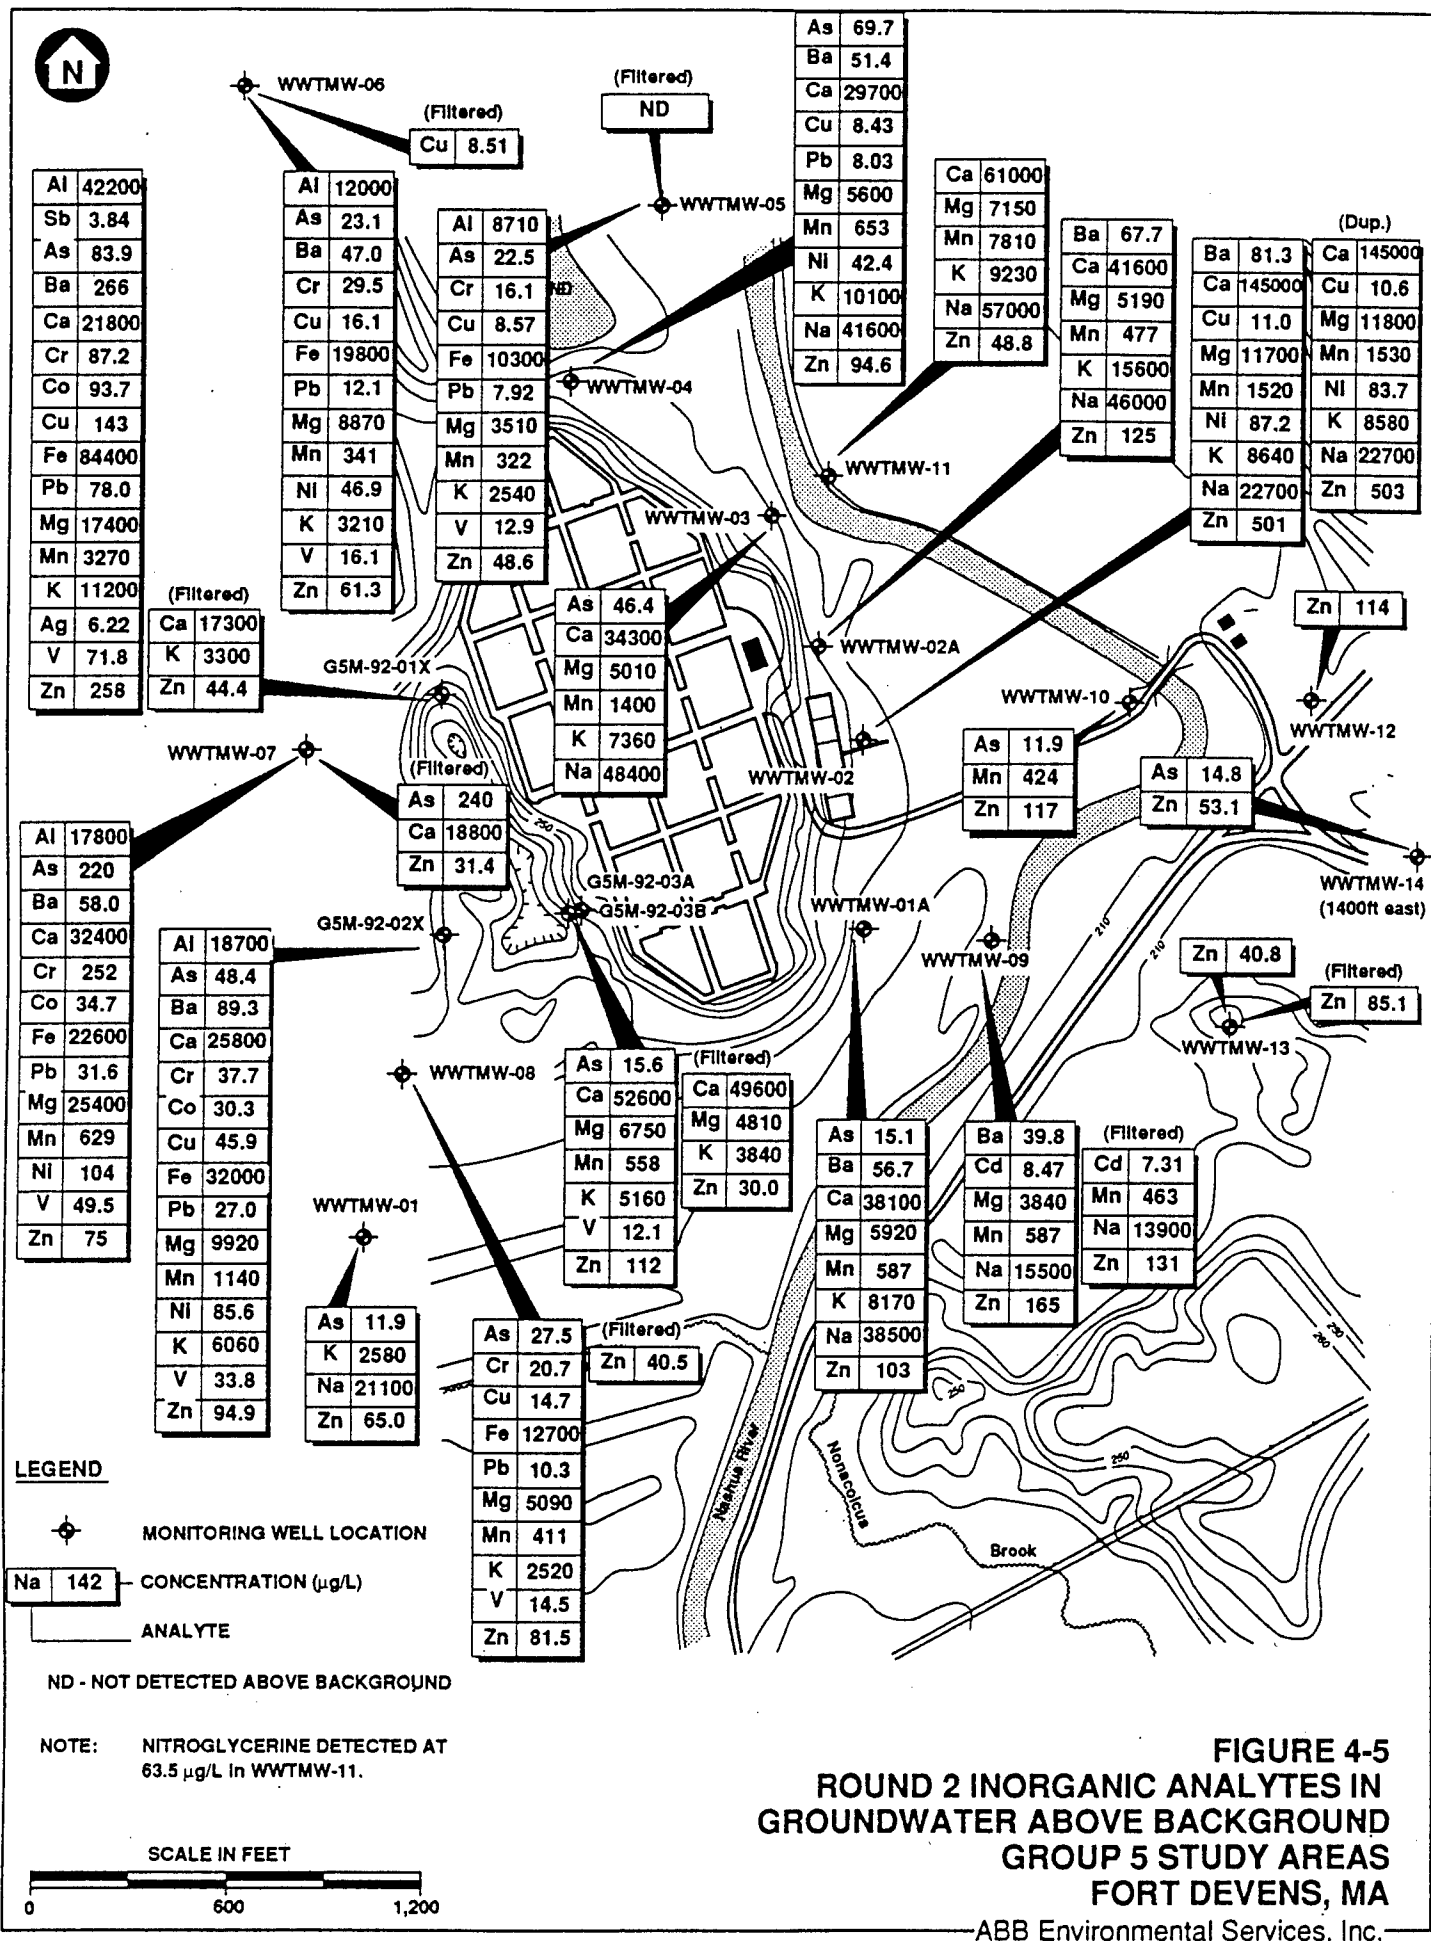 N
WWTMW-06
(Filtered)
Cu 8.51
(Filtered)
ND
WWTMW-05
As 69.7
Ba 51.4
Ca 29700
Cu 8.43
Pb 8.03
Mg 5600
Mn 653
Ni 42.4
K 10100
Na 41600
Zn 94.6
Ca 61000
Mg 7150
Mn 7810
K 9230
Na 57000
Zn 48.8
Ba 67.7
Ca 41600
Mg 5190
Mn 477
K 15600
Na 46000
Zn 125
Ba 81.3
Ca 145000
Cu 11.0
Mg 11700
Mn 1520
Ni 87.2
K 8640
Na 22700
Zn 501
(Dup.)
Ca 145000
Cu 10.6
Mg 11800
Mn 1530
Ni 83.7
K 8580
Na 22700
Zn 503
Al 42200
Sb 3.84
As 83.9
Ba 266
Ca 21800
Cr 87.2
Co 93.7
Cu 143
Fe 84400
Pb 78.0
Mg 17400
Mn 3270
K 11200
Ag 6.22
V 71.8
Zn 258
(Filtered)
Ca 17300
K 3300
Zn 44.4
Al 12000
As 23.1
Ba 47.0
Cr 29.5
Cu 16.1
Fe 19800
Pb 12.1
Mg 8870
Mn 341
Ni 46.9
K 3210
V 16.1
Zn 61.3
Al 8710
As 22.5
Cr 16.1
Cu 8.57
Fe 10300
Pb 7.92
Mg 3510
Mn 322
K 2540
V 12.9
Zn 48.6
ND
WWTMW-04
WWTMW-11
WWTMW-03
As 46.4
Ca 34300
Mg 5010
Mn 1400
K 7360
Na 48400
WWTMW-02A
G5M-92-01X
WWTMW-07
WWTMW-02
WWTMW-10
Zn 114
WWTMW-12
As 11.9
Mn 424
Zn 117
As 14.8
Zn 53.1
WWTMW-14
(1400ft east)
(Filtered)
As 240
Ca 18800
Zn 31.4
250
Al 17800
As 220
Ba 58.0
Ca 32400
Cr 252
Co 34.7
Fe 22600
Pb 31.6
Mg 25400
Mn 629
Ni 104
V 49.5
Zn 75
G5M-92-03A
G5M-92-03B
G5M-92-02X
Al 18700
As 48.4
Ba 89.3
Ca 25800
Cr 37.7
Co 30.3
Cu 45.9
Fe 32000
Pb 27.0
Mg 9920
Mn 1140
Ni 85.6
K 6060
V 33.8
Zn 94.9
WWTMW-01A
WWTMW-09
210
210
Zn 40.8
(Filtered)
Zn 85.1
WWTMW-13
WWTMW-08
As 15.6
Ca 52600
Mg 6750
Mn 558
K 5160
V 12.1
Zn 112
(Filtered)
Ca 49600
Mg 4810
K 3840
Zn 30.0
As 15.1
Ba 56.7
Ca 38100
Mg 5920
Mn 587
K 8170
Na 38500
Zn 103
Ba 39.8
Cd 8.47
Mg 3840
Mn 587
Na 15500
Zn 165
(Filtered)
Cd 7.31
Mn 463
Na 13900
Zn 131
WWTMW-01
As 11.9
K 2580
Na 21100
Zn 65.0
As 27.5
Cr 20.7
Cu 14.7
Fe 12700
Pb 10.3
Mg 5090
Mn 411
K 2520
V 14.5
Zn 81.5
(Filtered)
Zn 40.5
250
260
250
250
Nashua River
Nonacoicus
Brook
LEGEND
MONITORING WELL LOCATION
Na 142 CONCENTRATION (µg/L)
ANALYTE
ND - NOT DETECTED ABOVE BACKGROUND
NOTE: NITROGLYCERINE DETECTED AT
63.5 µg/L in WWTMW-11.
SCALE IN FEET
0 600 1,200
FIGURE 4-5
ROUND 2 INORGANIC ANALYTES IN
GROUNDWATER ABOVE BACKGROUND
GROUP 5 STUDY AREAS
FORT DEVENS, MA
ABB Environmental Services, Inc.